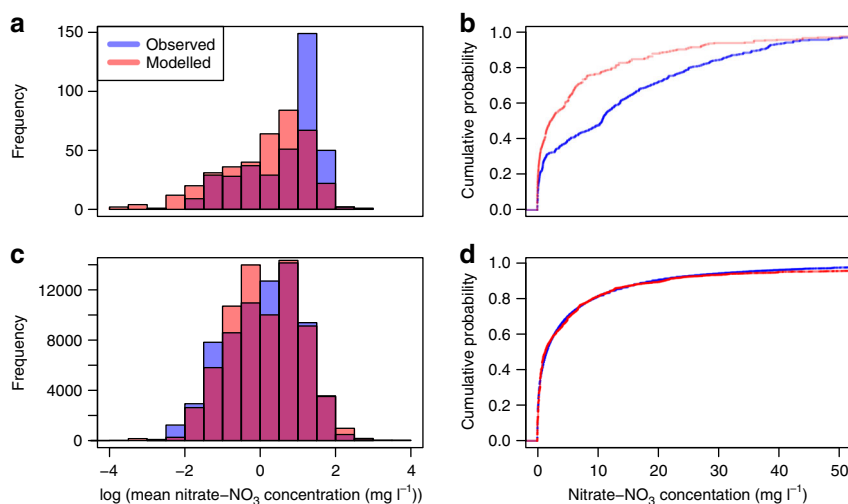 a
150
100
50
0
Frequency
Observed
Modelled
b
1.0
0.8
0.6
0.4
0.2
0.0
Cumulative probability
c
12000
8000
4000
0
Frequency
−4 −2 0 2 4
log (mean nitrate−NO₃ concentration (mg l⁻¹))
d
1.0
0.8
0.6
0.4
0.2
0.0
Cumulative probability
0 10 20 30 40 50
Nitrate−NO₃ concentation (mg l⁻¹)